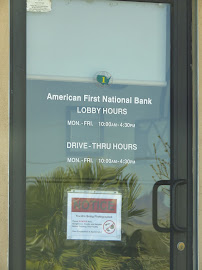 American First National Bank
LOBBY HOURS
MON.-FRI. 10:00AM-4:30PM
DRIVE-THRU HOURS
MON.-FRI. 10:00AM-4:30PM